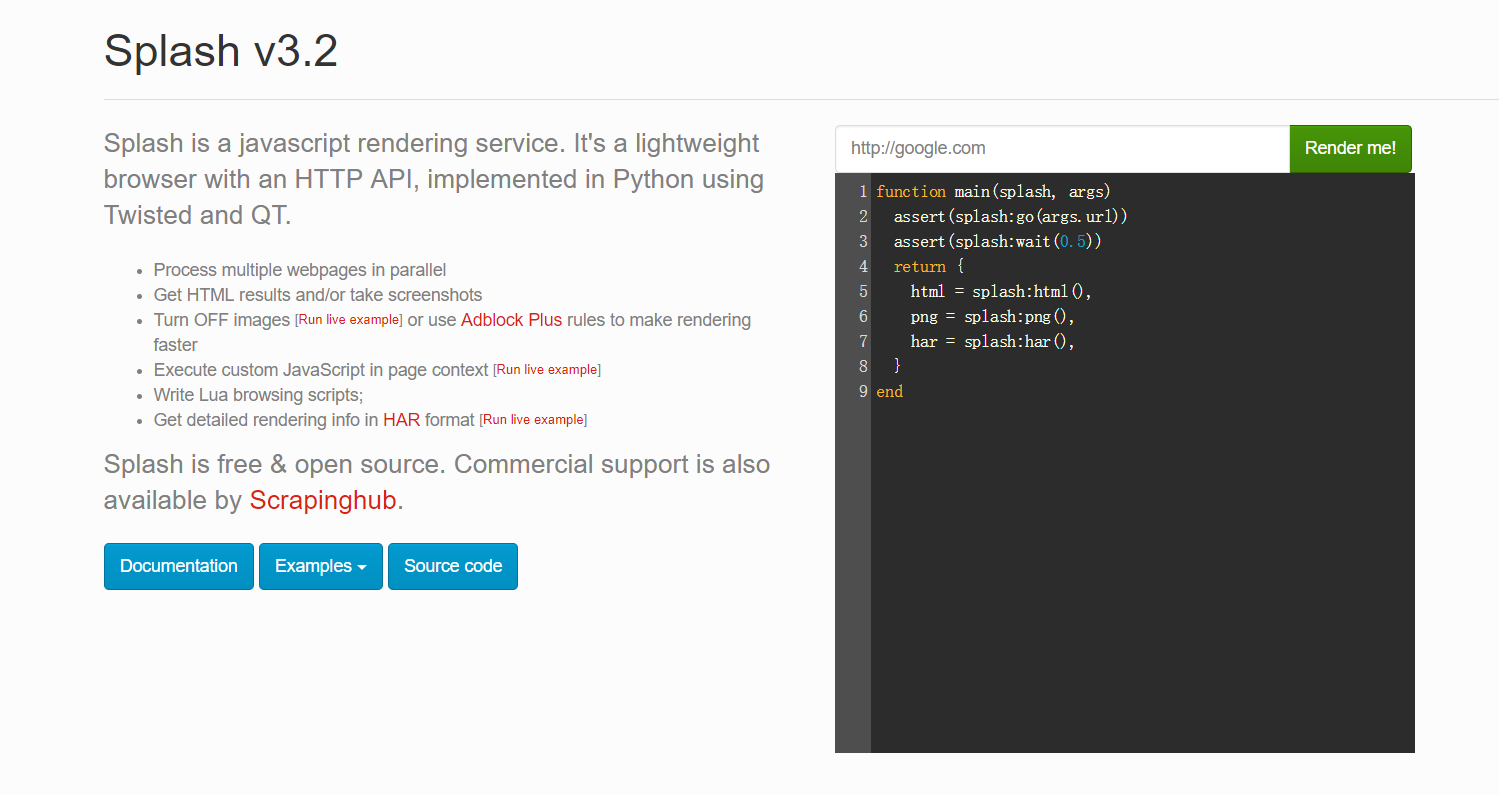 Splash v3.2
Splash is a javascript rendering service. It's a lightweight
browser with an HTTP API, implemented in Python using
Twisted and QT.
• Process multiple webpages in parallel
• Get HTML results and/or take screenshots
• Turn OFF images [Run live example] or use Adblock Plus rules to make rendering
faster
• Execute custom JavaScript in page context [Run live example]
• Write Lua browsing scripts;
• Get detailed rendering info in HAR format [Run live example]
Splash is free & open source. Commercial support is also
available by Scrapinghub.
Documentation Examples Source code
http://google.com Render me!
1 function main(splash, args)
2   assert(splash:go(args.url))
3   assert(splash:wait(0.5))
4   return {
5     html = splash:html(),
6     png = splash:png(),
7     har = splash:har(),
8   }
9 end